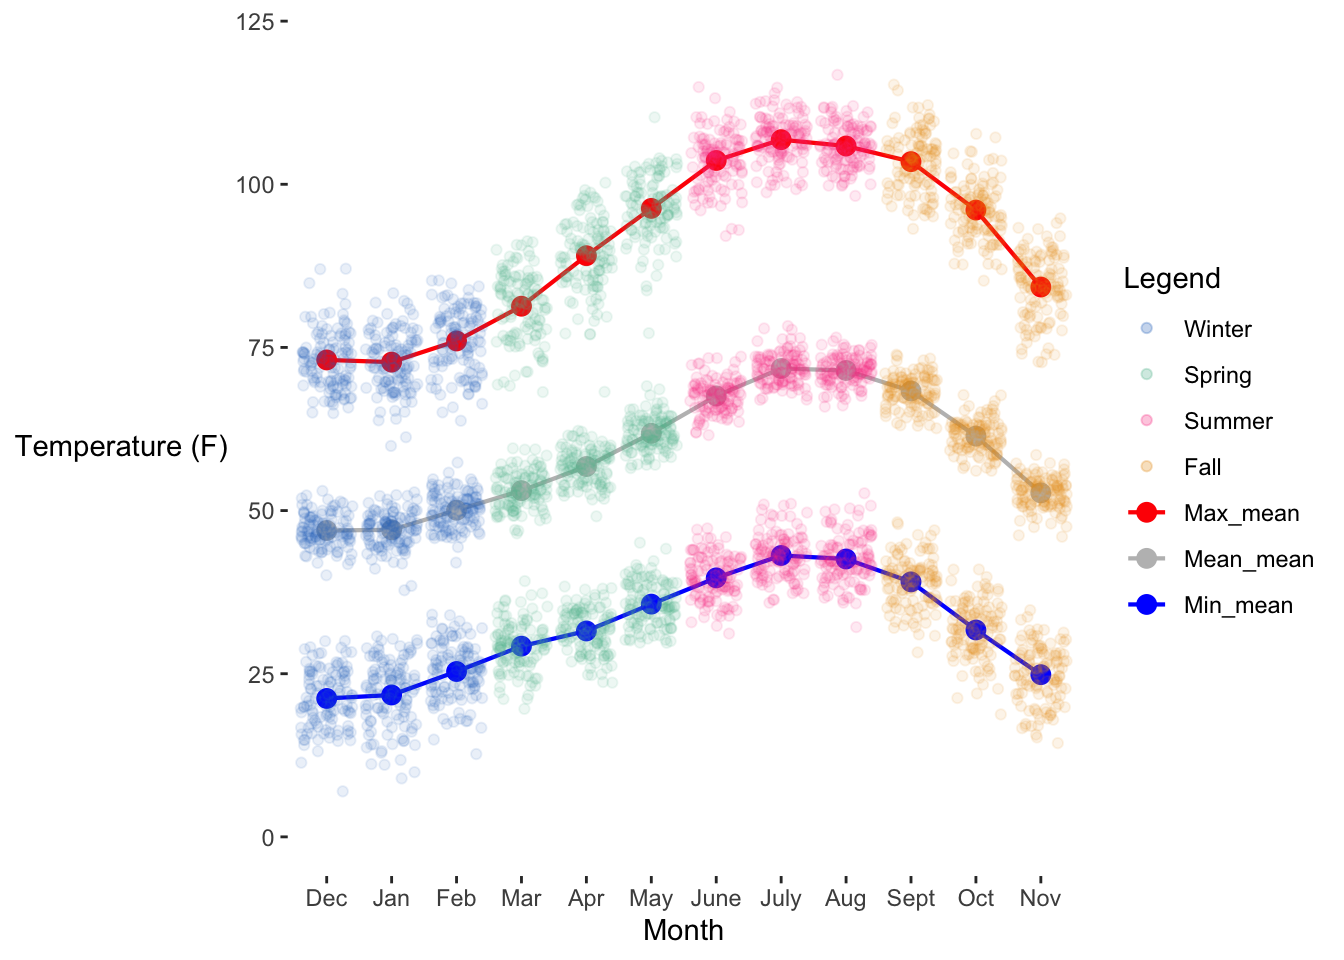 125
100
75
50
25
0
Temperature (F)
Dec Jan Feb Mar Apr May June July Aug Sept Oct Nov
Month
Legend
Winter
Spring
Summer
Fall
Max_mean
Mean_mean
Min_mean